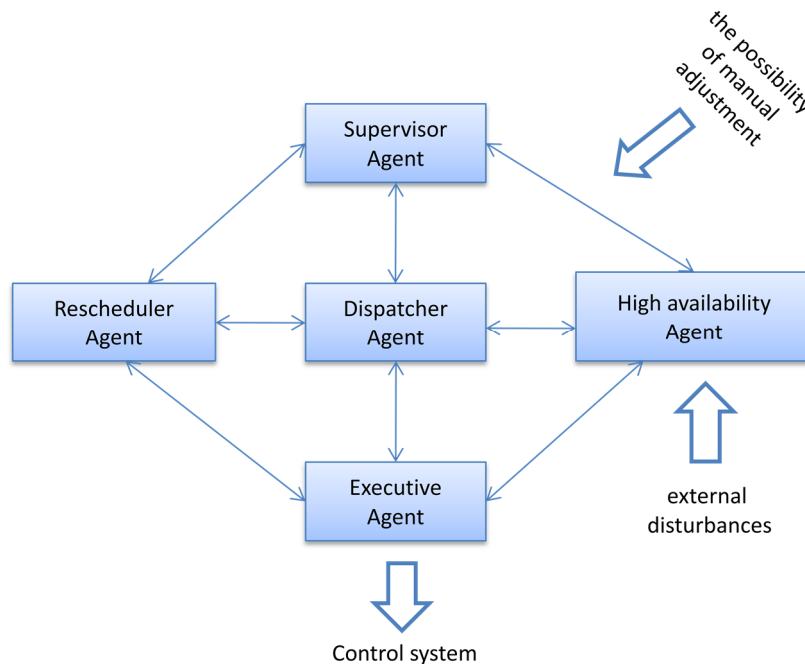 the possibility
of manual
adjustment
Supervisor
Agent
Rescheduler
Agent
Dispatcher
Agent
High availability
Agent
Executive
Agent
external
disturbances
Control system